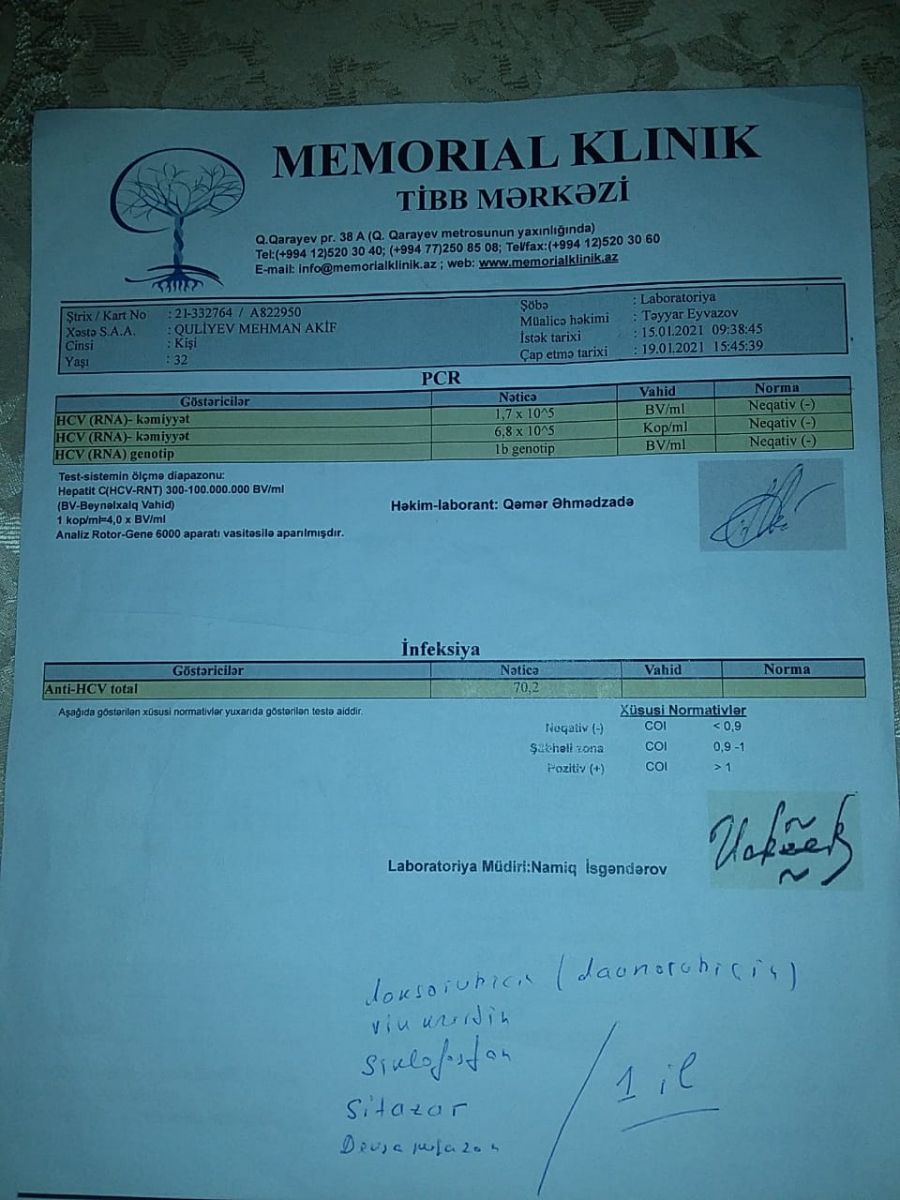 MEMORIAL KLINIK
TİBB MƏRKƏZİ
Q.Qarayev pr. 38 A (Q. Qarayev metrosunun yaxınlığında)
Tel:(+994 12)520 30 40; (+994 77)250 85 08; Tel/fax:(+994 12)520 30 60
E-mail: info@memorialklinik.az ; web: www.memorialklinik.az
Ştrix / Kart No : 21-332764 / A822950 Şöbə : Laboratoriya
Xəstə S.A.A. : QULİYEV MEHMAN AKİF Müalicə həkimi : Təyyar Eyvazov
Cinsi : Kişi İstək tarixi : 15.01.2021 09:38:45
Yaşı : 32 Çap etmə tarixi : 19.01.2021 15:45:39
PCR
Göstəricilər Nəticə Vahid Norma
HCV (RNA)- kəmiyyət 1,7 x 10^5 BV/ml Neqativ (-)
HCV (RNA)- kəmiyyət 6,8 x 10^5 Kop/ml Neqativ (-)
HCV (RNA) genotip 1b genotip BV/ml Neqativ (-)
Test-sistemin ölçmə diapazonu:
Hepatit C(HCV-RNT) 300-100.000.000 BV/ml
(BV-Beynəlxalq Vahid)
1 kop/ml=4,0 x BV/ml
Analiz Rotor-Gene 6000 aparatı vasitəsilə aparılmışdır.
Həkim-laborant: Qəmər Əhmədzadə
İnfeksiya
Göstəricilər Nəticə Vahid Norma
Anti-HCV total 70,2
Aşağıda göstərilən xüsusi normativlər yuxarıda göstərilən testə aiddir.
Xüsusi Normativlər
Neqativ (-) COI < 0,9
Şübhəli zona COI 0,9 -1
Pozitiv (+) COI > 1
Laboratoriya Müdiri:Namiq İsgəndərov
doksorubicin (daunorubicin)
siklofosfan
sitazar
1 il